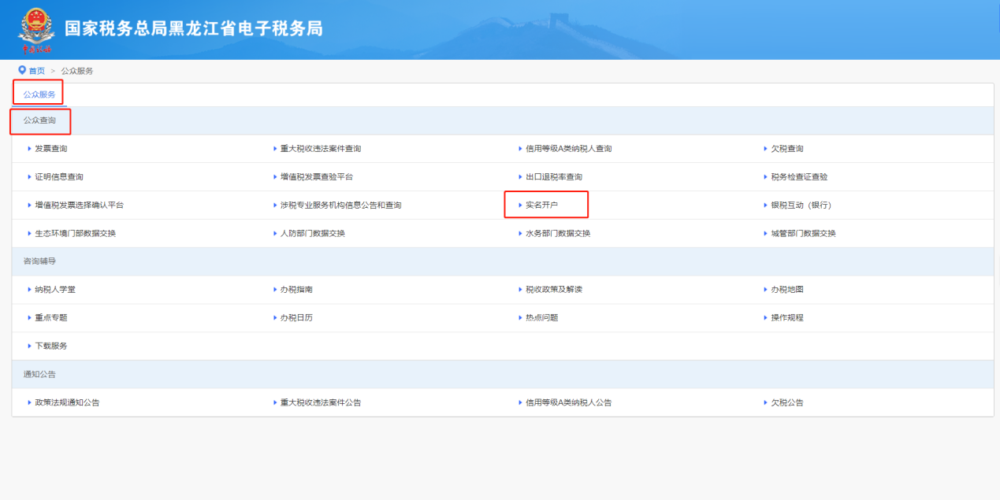 国家税务总局黑龙江省电子税务局
中国税务
首页 > 公众服务
公众服务
公众查询
发票查询 重大税收违法案件查询 信用等级A类纳税人查询 欠税查询
证明信息查询 增值税发票查验平台 出口退税率查询 税务检查证查验
增值税发票选择确认平台 涉税专业服务机构信息公告和查询 实名开户 银税互动（银行）
生态环境门部数据交换 人防部门数据交换 水务部门数据交换 城管部门数据交换
咨询辅导
纳税人学堂 办税指南 税收政策及解读 办税地图
重点专题 办税日历 热点问题 操作规程
下载服务
通知公告
政策法规通知公告 重大税收违法案件公告 信用等级A类纳税人公告 欠税公告